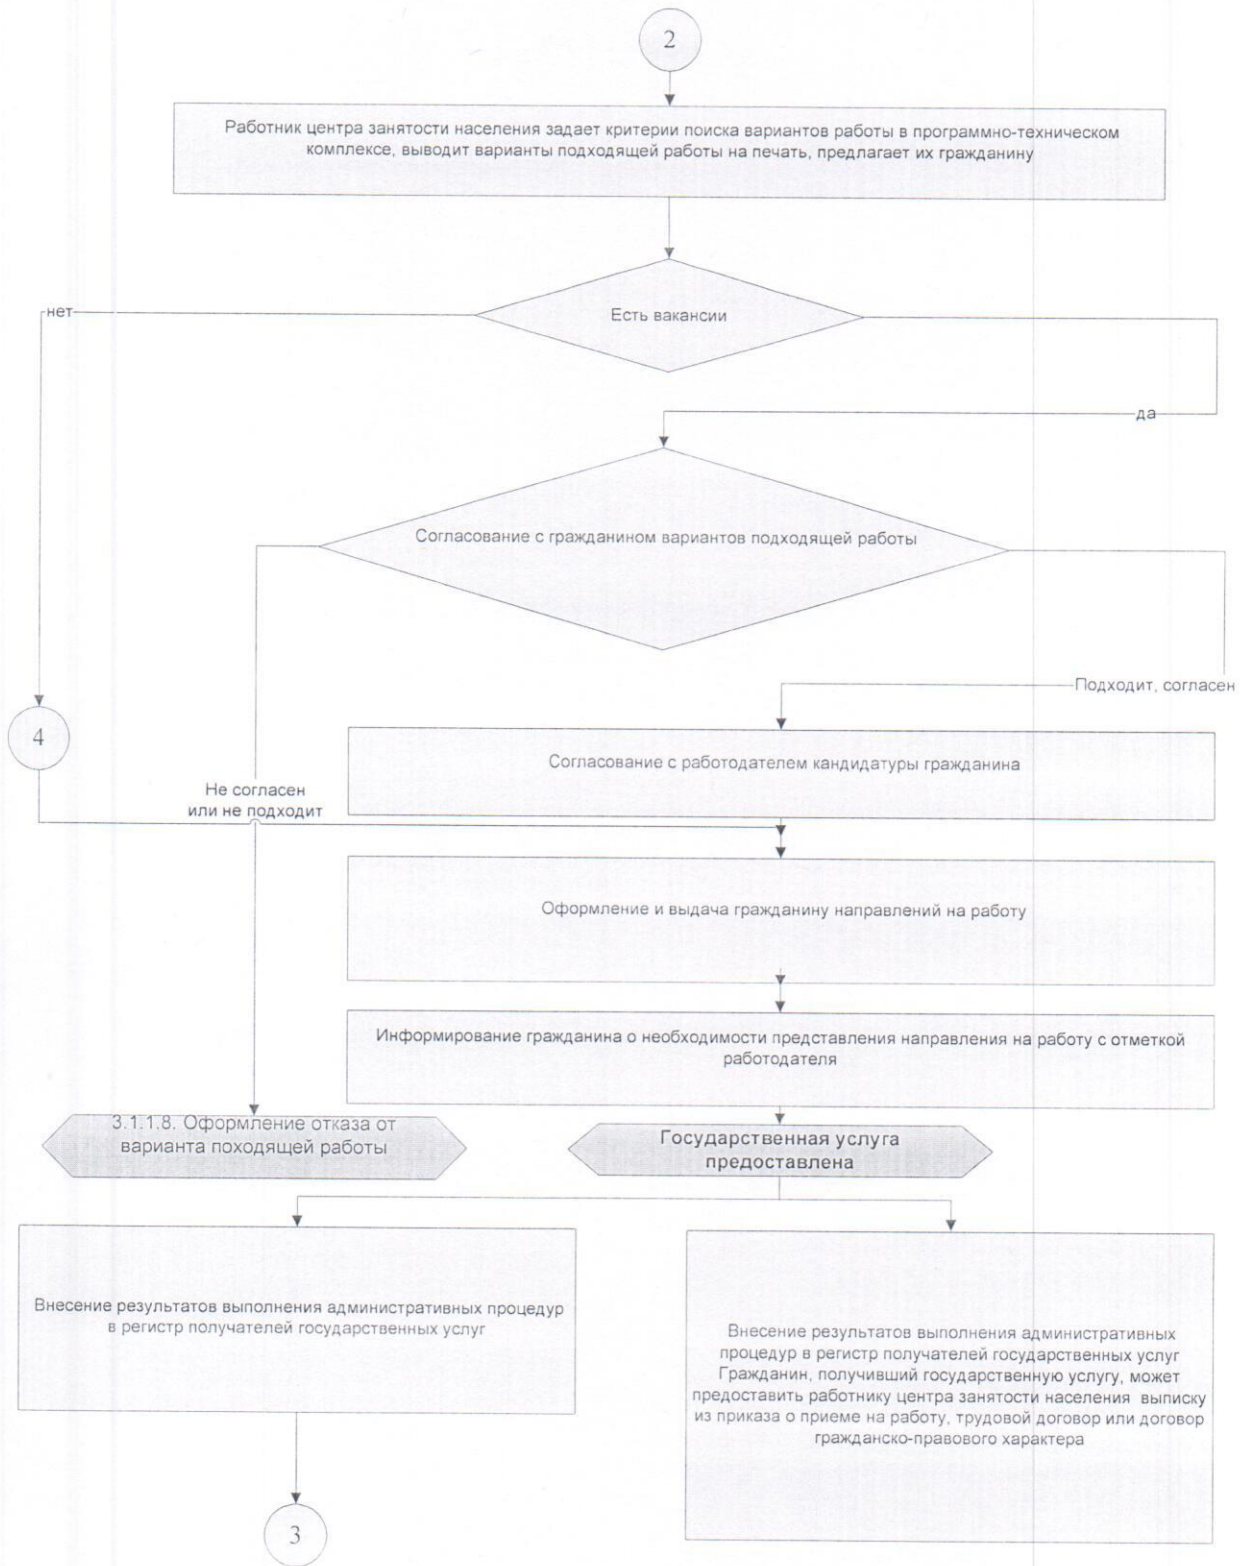 2
Работник центра занятости населения задает критерии поиска вариантов работы в программно-техническом
комплексе, выводит варианты подходящей работы на печать, предлагает их гражданину
нет
Есть вакансии
да
Согласование с гражданином вариантов подходящей работы
Подходит, согласен
4
Согласование с работодателем кандидатуры гражданина
Не согласен
или не подходит
Оформление и выдача гражданину направлений на работу
Информирование гражданина о необходимости представления направления на работу с отметкой
работодателя
3.1.1.8. Оформление отказа от
варианта походящей работы
Государственная услуга
предоставлена
Внесение результатов выполнения административных процедур
в регистр получателей государственных услуг
Внесение результатов выполнения административных
процедур в регистр получателей государственных услуг
Гражданин, получивший государственную услугу, может
предоставить работнику центра занятости населения выписку
из приказа о приеме на работу, трудовой договор или договор
гражданско-правового характера
3